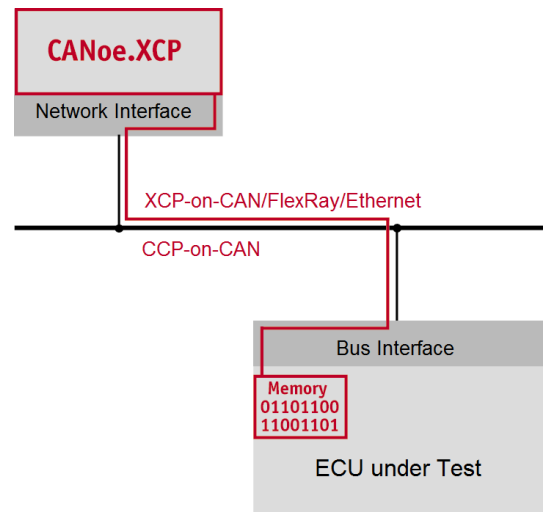 CANoe.XCP
Network Interface
XCP-on-CAN/FlexRay/Ethernet
CCP-on-CAN
Bus Interface
Memory
01101100
11001101
ECU under Test